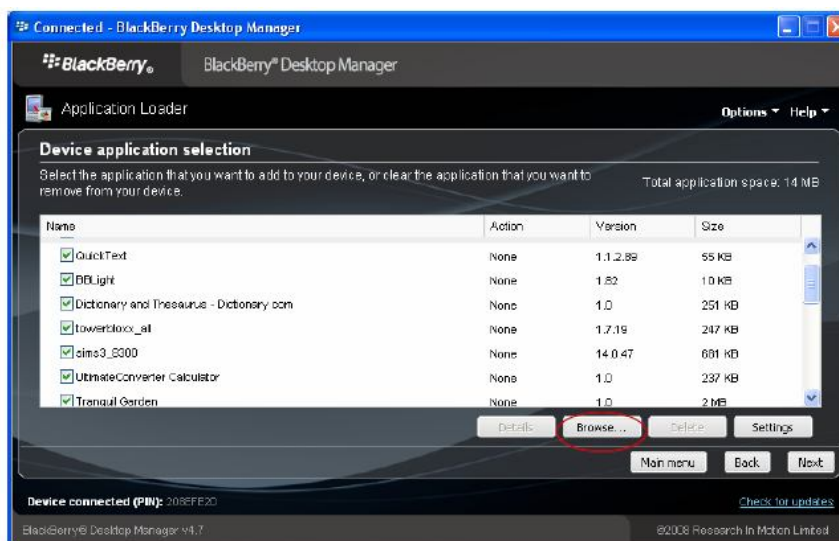 Connected - BlackBerry Desktop Manager
BlackBerry® BlackBerry® Desktop Manager
Application Loader Options Help
Device application selection
Select the application that you want to add to your device, or clear the application that you want to
remove from your device.
Total application space: 14 MB
Name Action Version Size
QuickText None 1.1.2.89 55 KB
BBLight None 1.82 10 KB
Dictionary and Thesaurus - Dictionary com None 1.0 251 KB
towerbloxx_all None 1.7.19 247 KB
sims3_8300 None 14.0.47 681 KB
UltimateConverter Calculator None 1.0 237 KB
Tranquil Garden None 1.0 2 MB
Details Browse... Delete Settings
Main menu Back Next
Device connected (PIN): 208EFE20 Check for updates
BlackBerry® Desktop Manager v4.7 ©2008 Research In Motion Limited